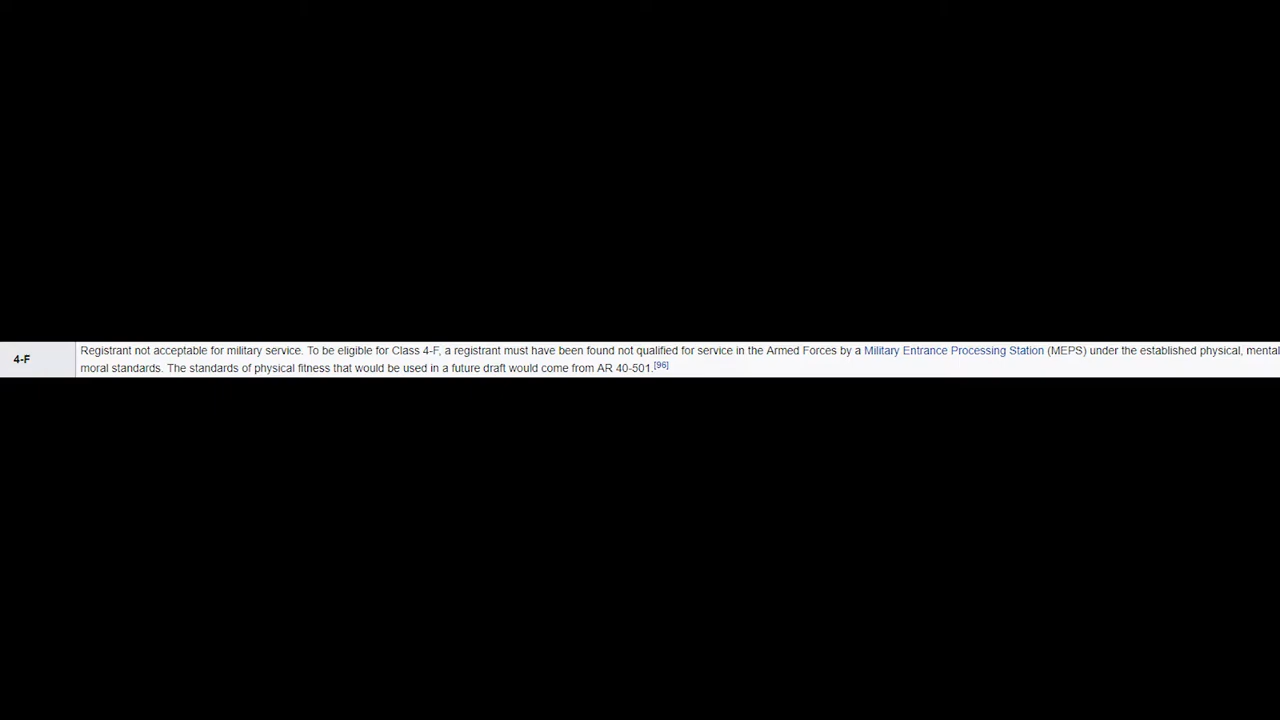 4-F
Registrant not acceptable for military service. To be eligible for Class 4-F, a registrant must have been found not qualified for service in the Armed Forces by a Military Entrance Processing Station (MEPS) under the established physical, mental
moral standards. The standards of physical fitness that would be used in a future draft would come from AR 40-501.[96]